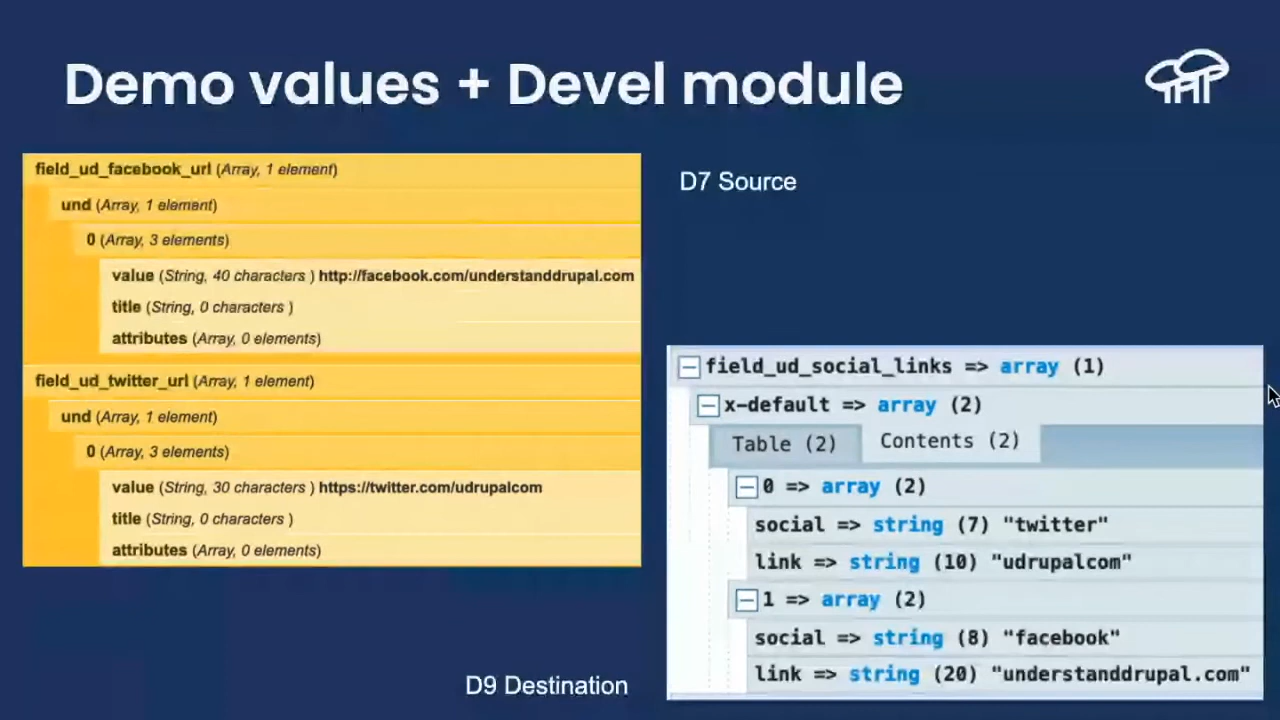 Demo values + Devel module
field_ud_facebook_url (Array, 1 element)
und (Array, 1 element)
0 (Array, 3 elements)
value (String, 40 characters ) http://facebook.com/understanddrupal.com
title (String, 0 characters )
attributes (Array, 0 elements)
field_ud_twitter_url (Array, 1 element)
und (Array, 1 element)
0 (Array, 3 elements)
value (String, 30 characters ) https://twitter.com/udrupalcom
title (String, 0 characters )
attributes (Array, 0 elements)
D7 Source
field_ud_social_links => array (1)
x-default => array (2)
Table (2) Contents (2)
0 => array (2)
social => string (7) "twitter"
link => string (10) "udrupalcom"
1 => array (2)
social => string (8) "facebook"
link => string (20) "understanddrupal.com"
D9 Destination